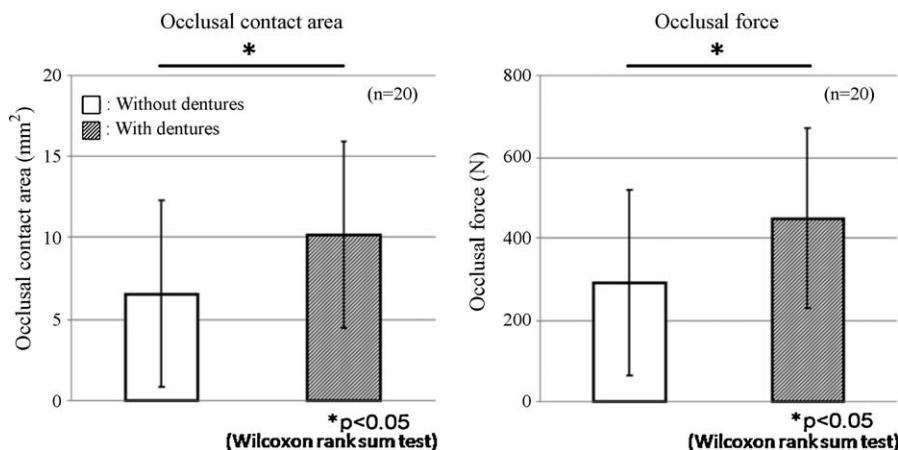 Occlusal contact area
*
Occlusal contact area (mm²)
20
15
10
5
0
(n=20)
: Without dentures
: With dentures
*p<0.05
(Wilcoxon rank sum test)
Occlusal force
*
Occlusal force (N)
800
600
400
200
0
(n=20)
*p<0.05
(Wilcoxon rank sum test)